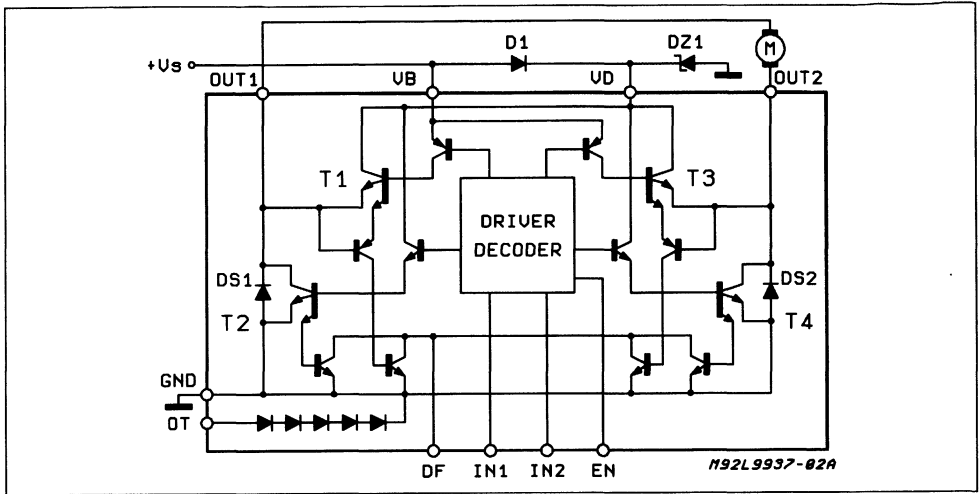 D1 DZ1 M
+Vs OUT1 VB VD OUT2
T1 T3
DRIVER
DECODER
DS1 DS2
T2 T4
GND
OT
DF IN1 IN2 EN
M92L9937-02A